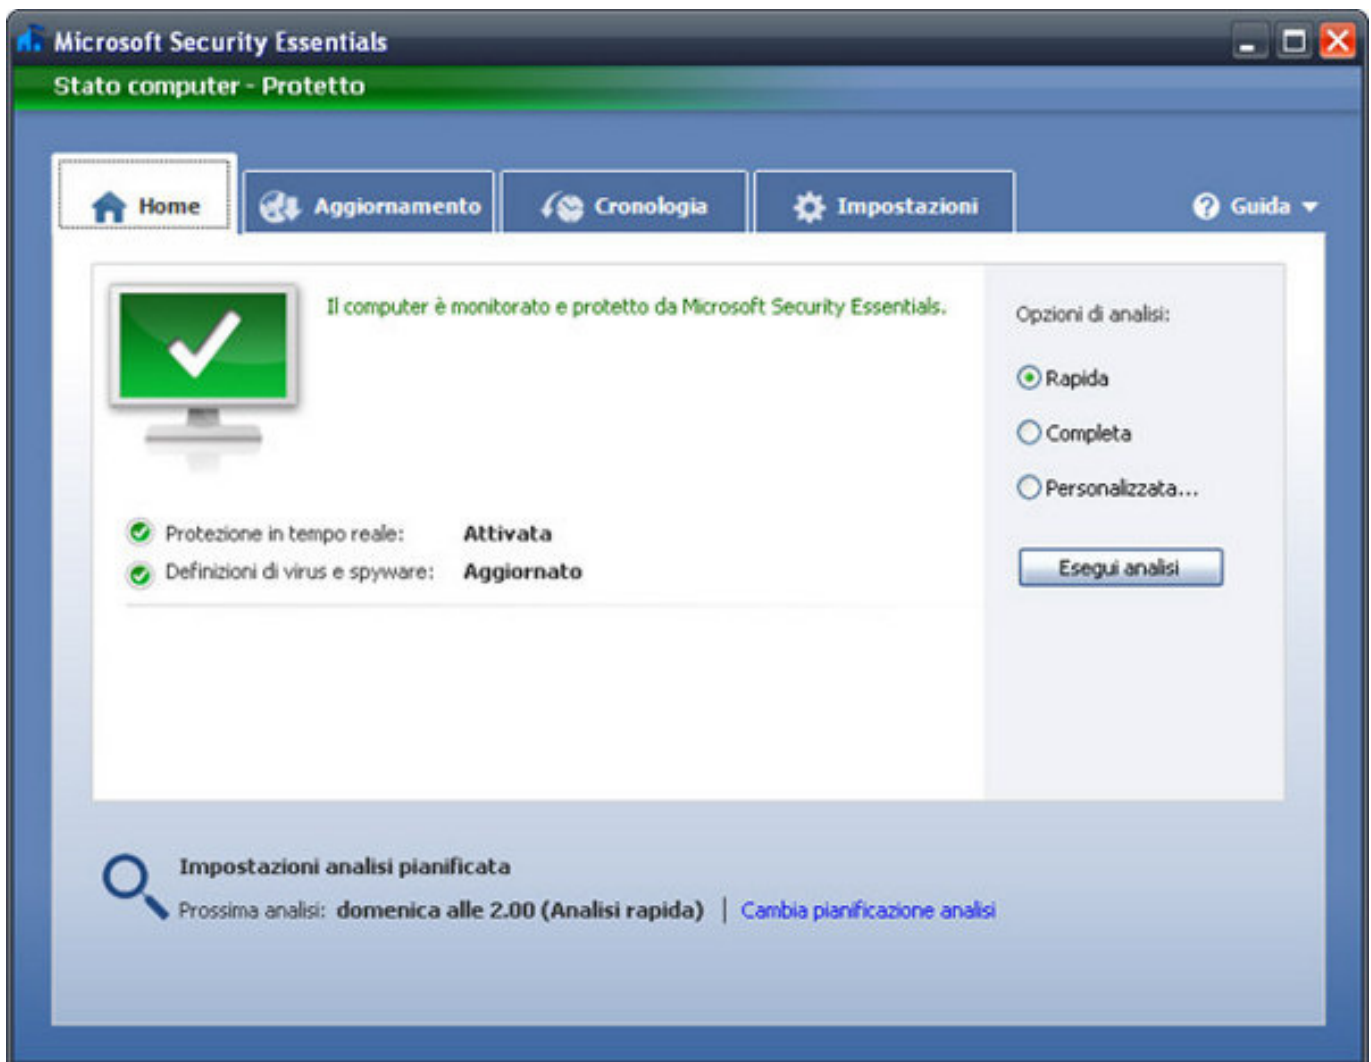 Microsoft Security Essentials
Stato computer - Protetto
Home
Aggiornamento
Cronologia
Impostazioni
Guida
Il computer è monitorato e protetto da Microsoft Security Essentials.
Opzioni di analisi:
Rapida
Completa
Personalizzata...
Esegui analisi
Protezione in tempo reale: Attivata
Definizioni di virus e spyware: Aggiornato
Impostazioni analisi pianificata
Prossima analisi: domenica alle 2.00 (Analisi rapida) | Cambia pianificazione analisi